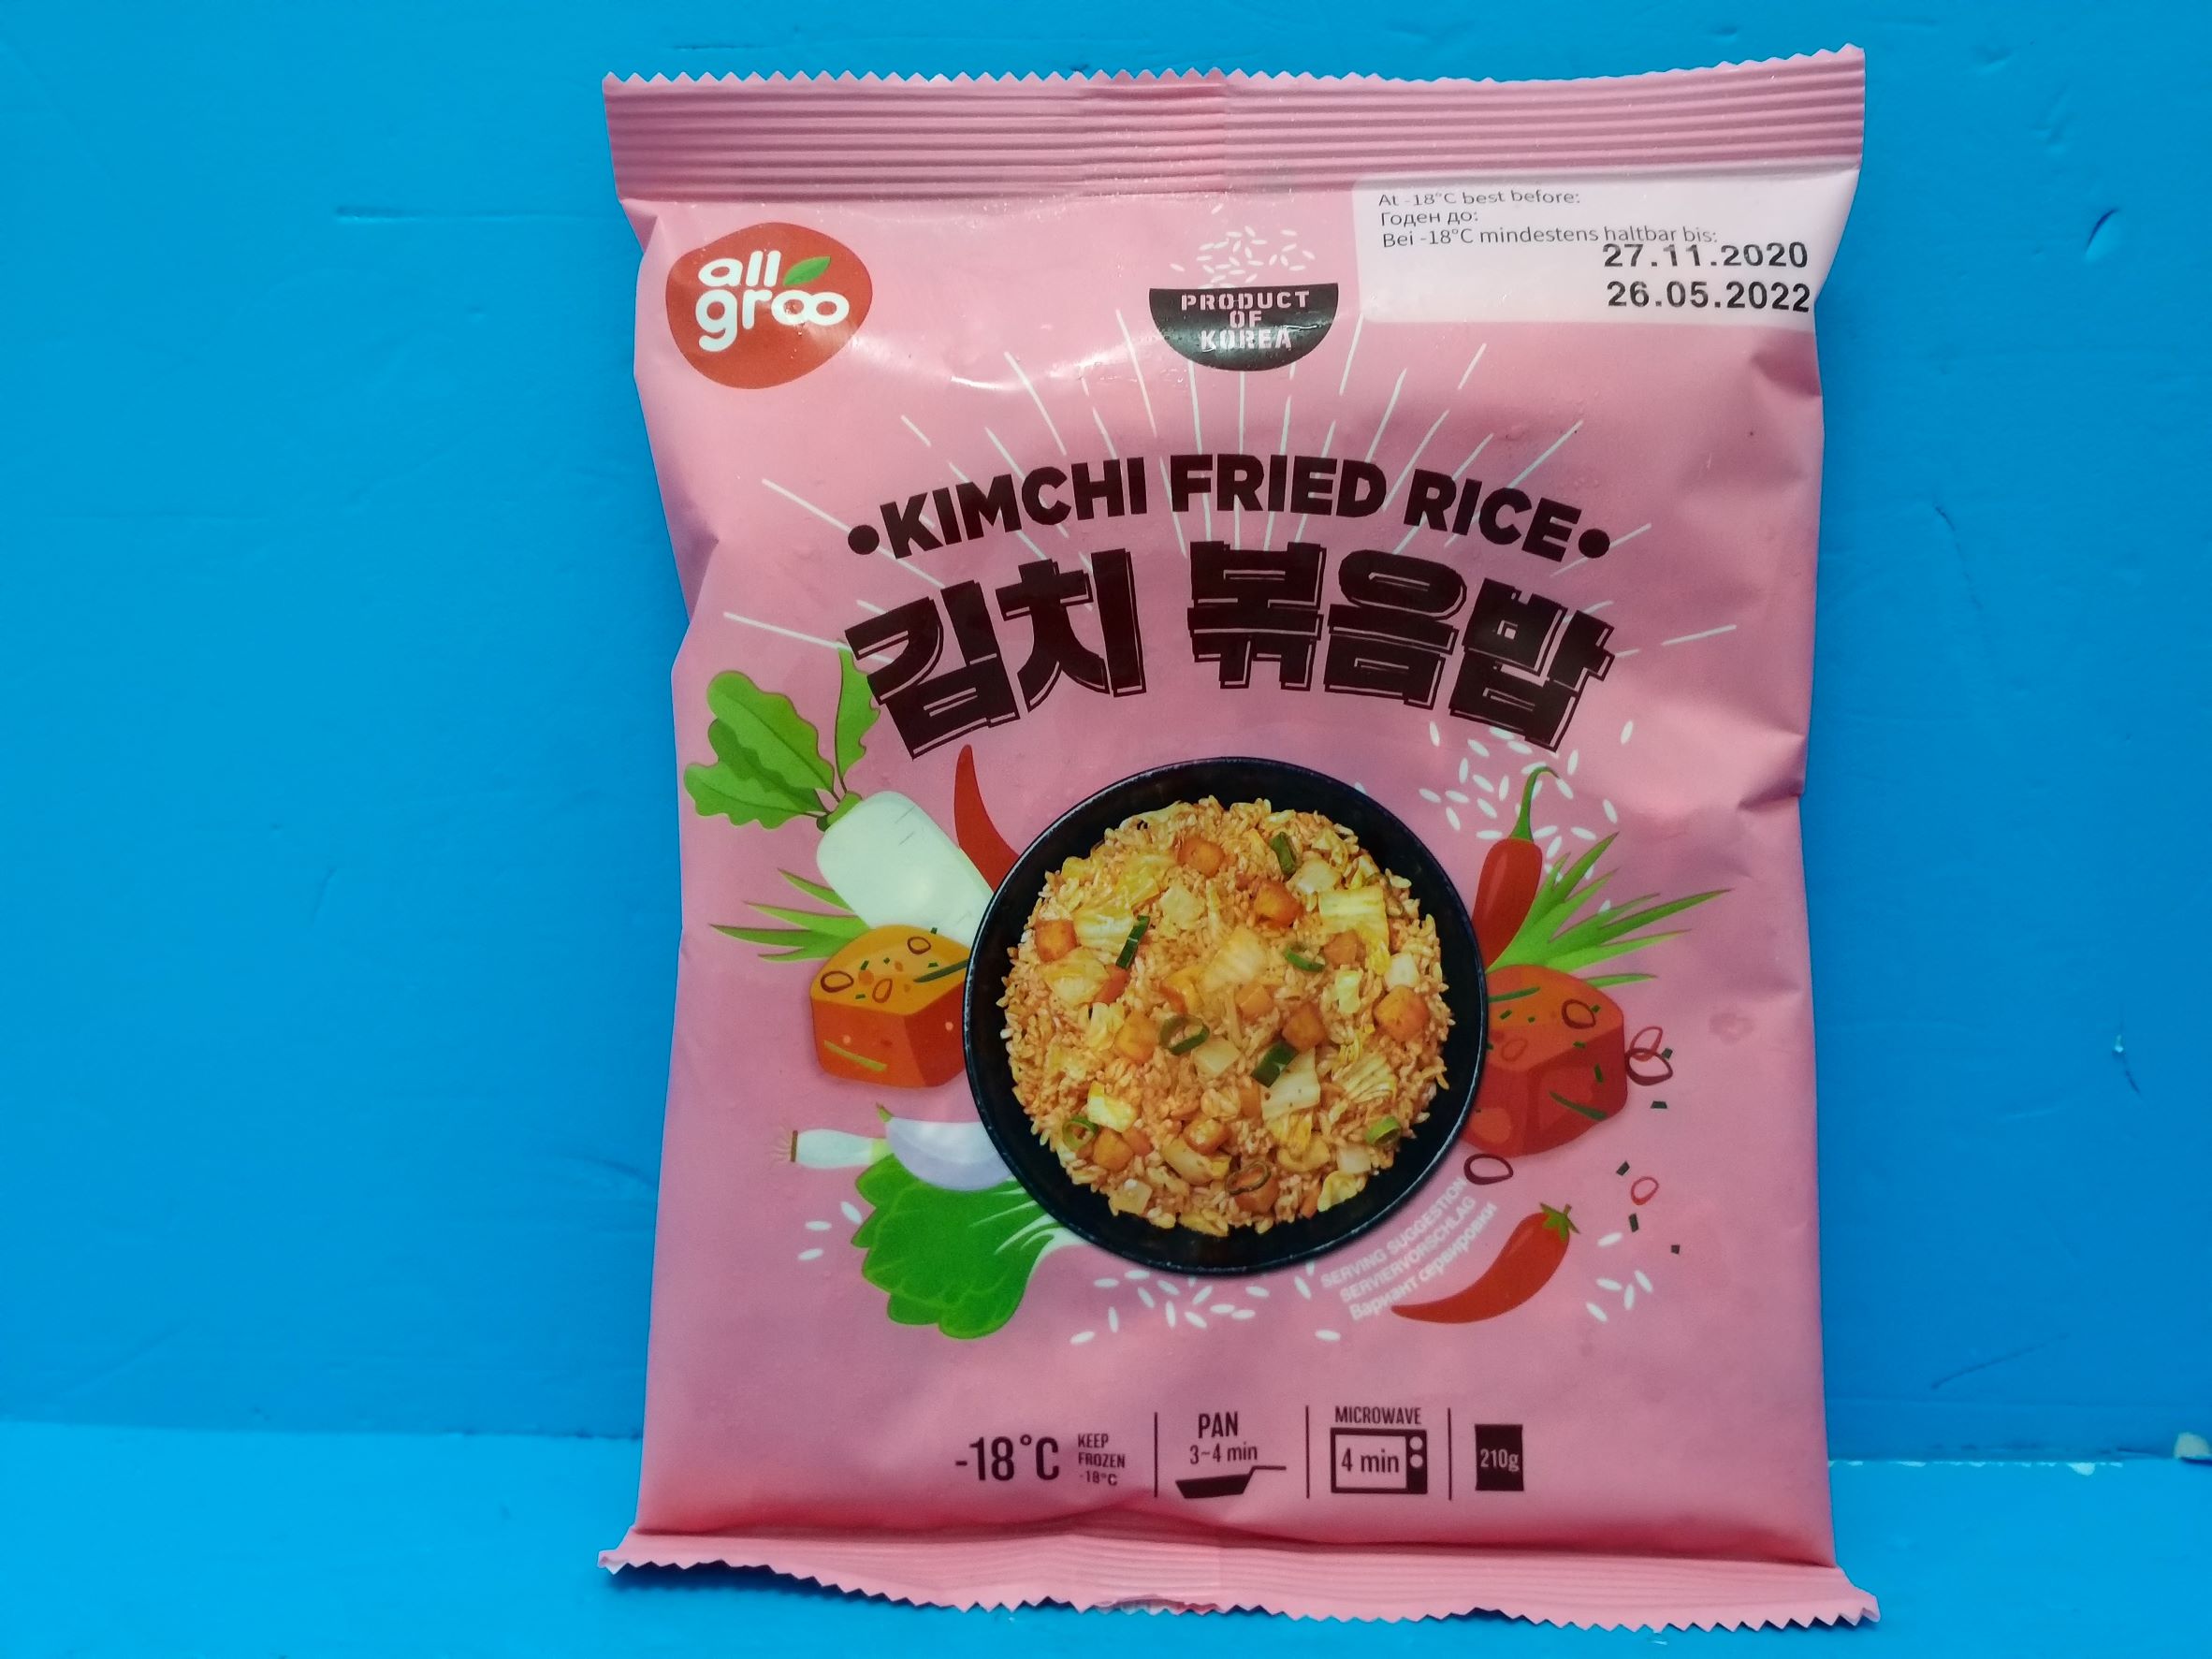 all
groo
PRODUCT
OF
KOREA
At -18°C best before:
Годен до:
Bei -18°C mindestens haltbar bis:
27.11.2020
26.05.2022
•KIMCHI FRIED RICE•
김치 볶음밥
SERVING SUGGESTION
SERVIERVORSCHLAG
Вариант сервировки
-18°C
KEEP
FROZEN
-18°C
PAN
3-4 min
MICROWAVE
4 min
210g